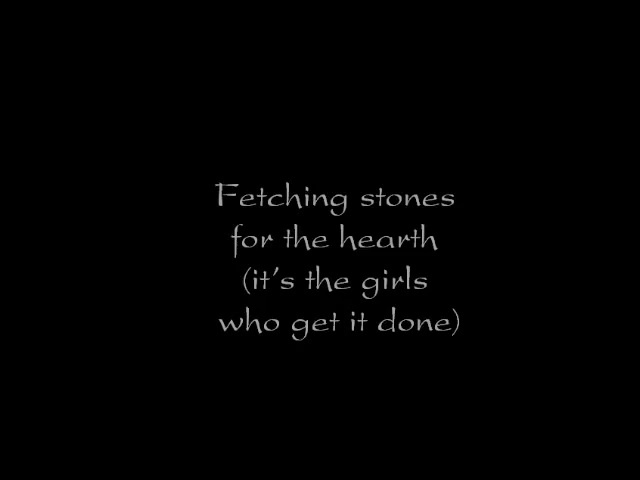 Fetching stones
for the hearth
(it's the girls
who get it done)